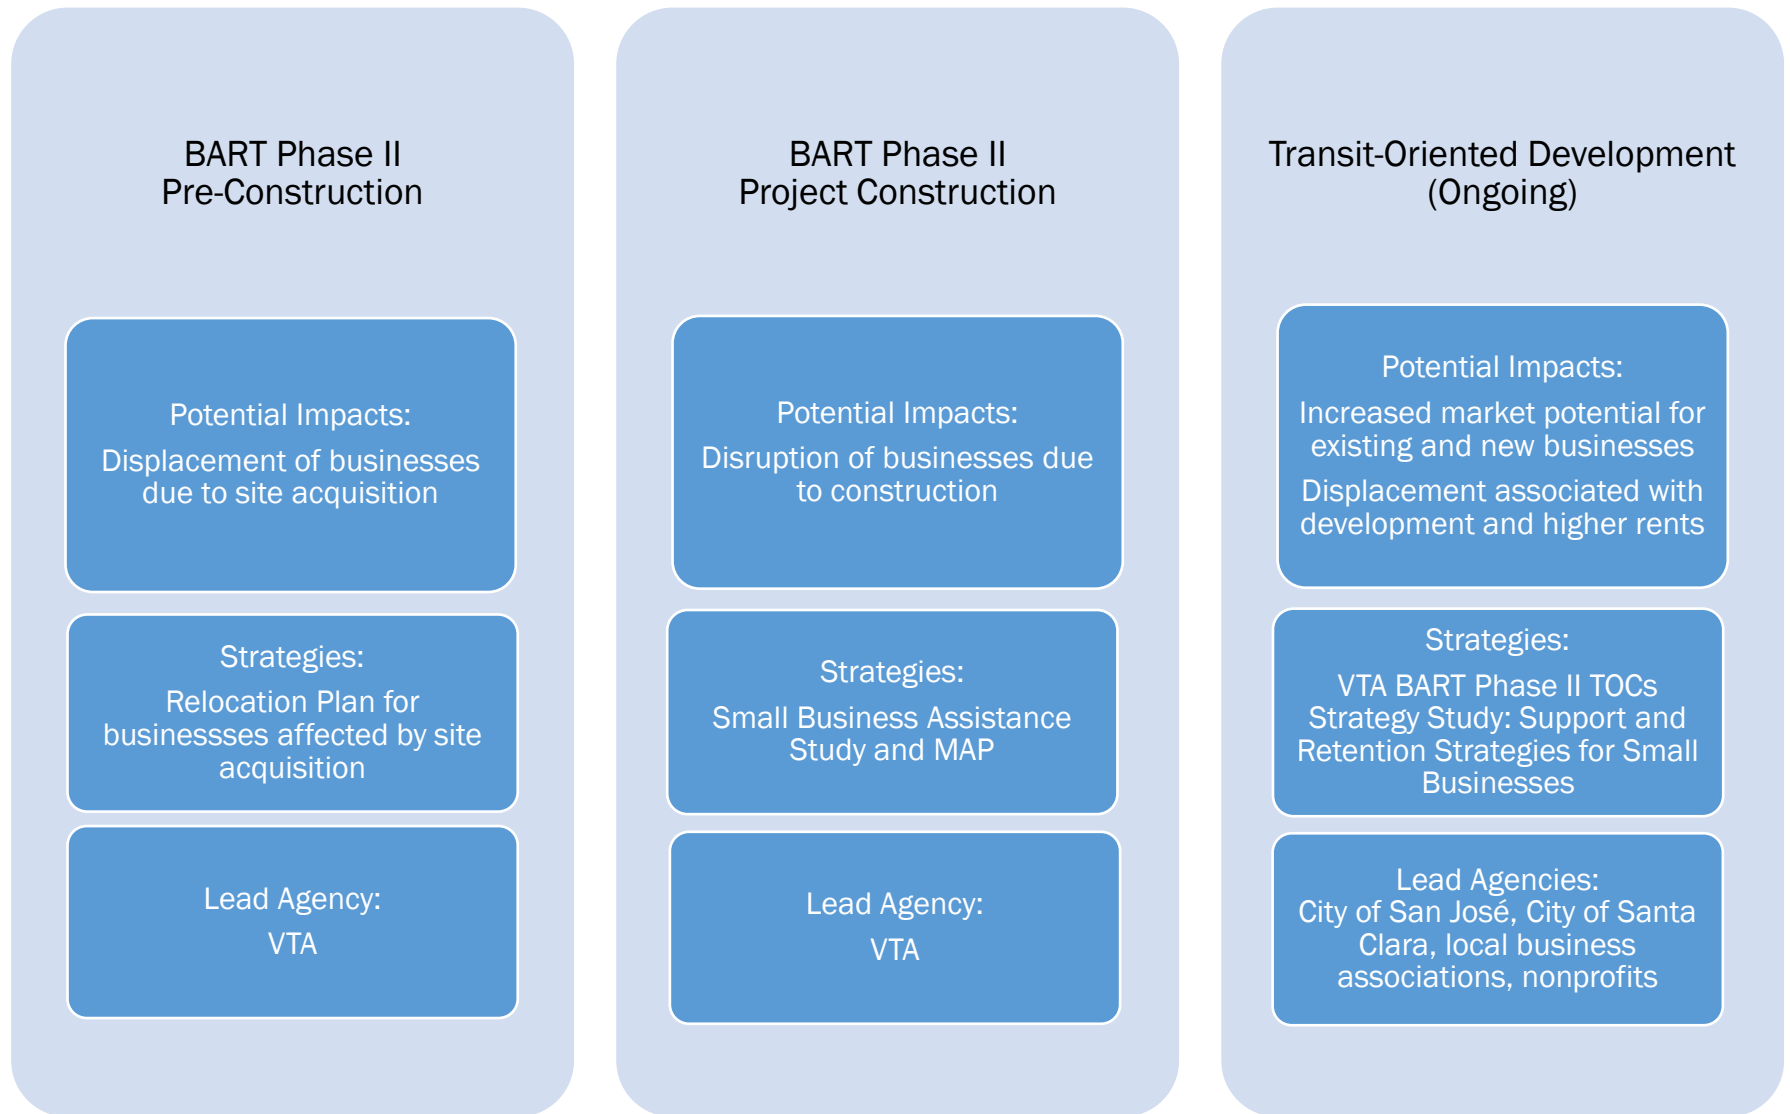 BART Phase II
Pre-Construction
Potential Impacts:
Displacement of businesses
due to site acquisition
Strategies:
Relocation Plan for
businessses affected by site
acquisition
Lead Agency:
VTA
BART Phase II
Project Construction
Potential Impacts:
Disruption of businesses due
to construction
Strategies:
Small Business Assistance
Study and MAP
Lead Agency:
VTA
Transit-Oriented Development
(Ongoing)
Potential Impacts:
Increased market potential for
existing and new businesses
Displacement associated with
development and higher rents
Strategies:
VTA BART Phase II TOCs
Strategy Study: Support and
Retention Strategies for Small
Businesses
Lead Agencies:
City of San José, City of Santa
Clara, local business
associations, nonprofits